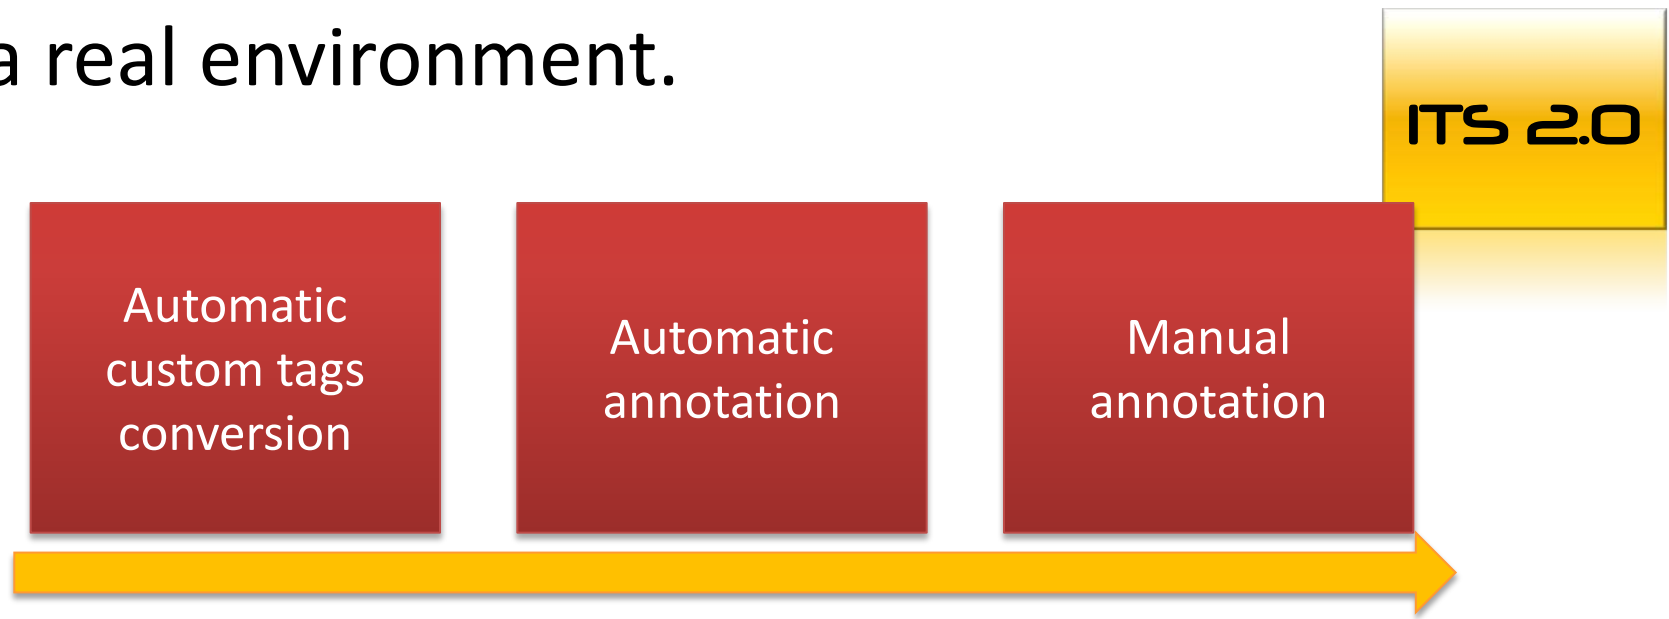 a real environment.
ITS 2.0
Automatic
custom tags
conversion
Automatic
annotation
Manual
annotation